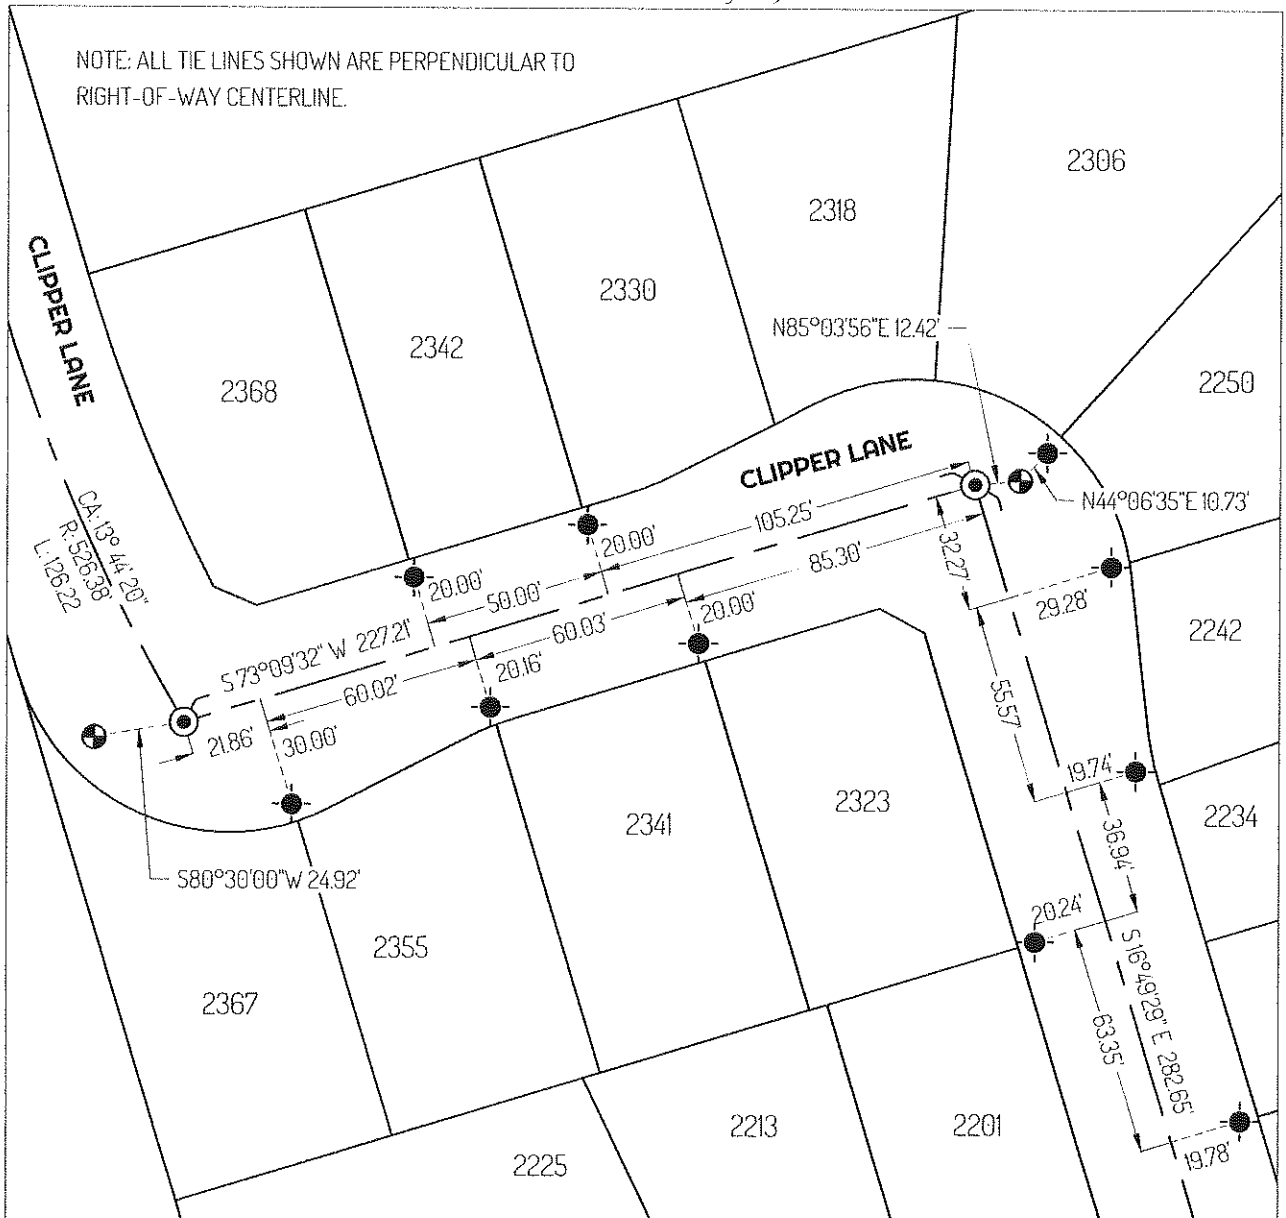 NOTE: ALL TIE LINES SHOWN ARE PERPENDICULAR TO
RIGHT-OF-WAY CENTERLINE.
2306
2318
CLIPPER LANE
2330
N85°03'56"E 12.42'
2342
2250
2368
CLIPPER LANE
N44°06'35"E 10.73'
CA: 13° 44' 20"
R: 526.38'
L: 126.22
105.25'
20.00'
85.30'
32.27'
20.00'
50.00'
29.28'
60.03'
20.00'
2242
S 73°09'32" W 227.21'
20.16'
60.02'
55.57
21.86'
30.00'
19.74'
2323
2341
36.94'
2234
S80°30'00"W 24.92'
20.24'
2355
2367
S 16°49'29" E 282.65'
63.35'
2213
2201
2225
19.78'